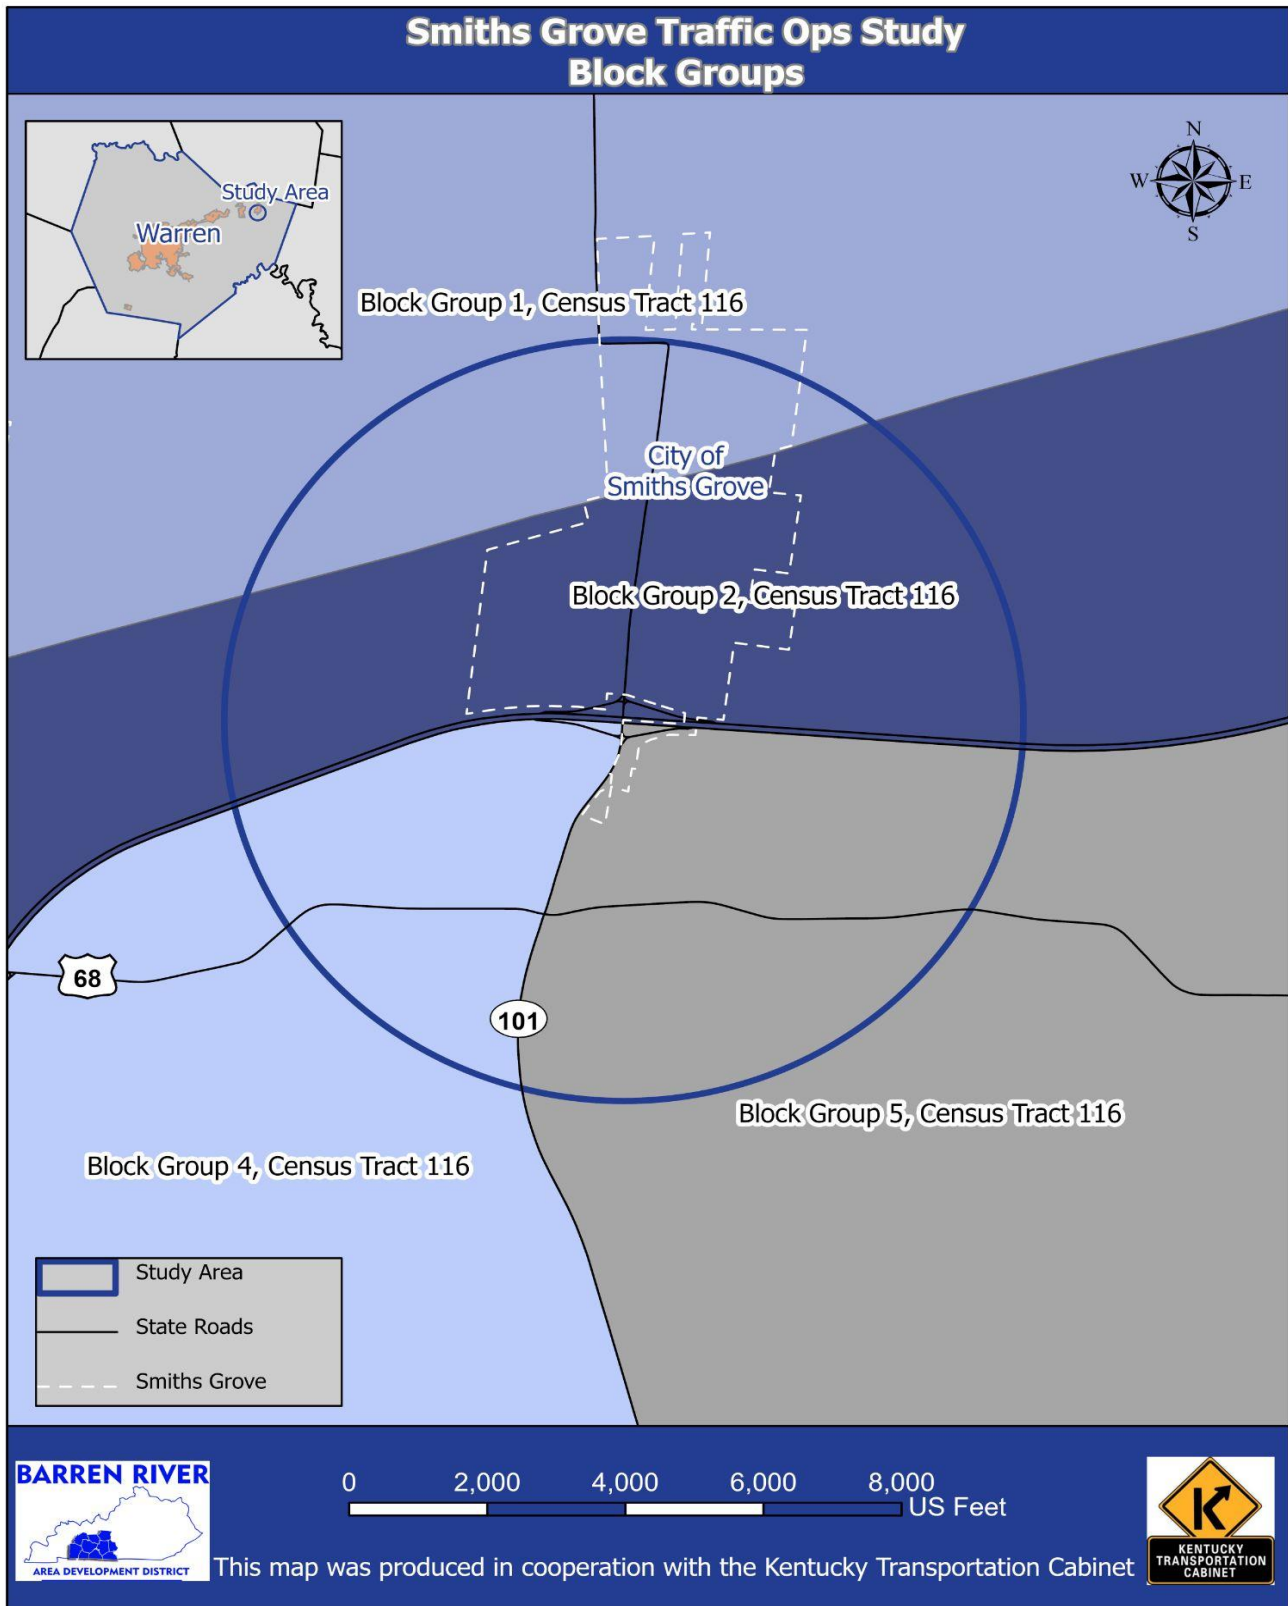 Smiths Grove Traffic Ops Study
Block Groups
N
W
E
S
Study Area
Warren
Block Group 1, Census Tract 116
City of
Smiths Grove
Block Group 2, Census Tract 116
68
101
Block Group 5, Census Tract 116
Block Group 4, Census Tract 116
Study Area
State Roads
Smiths Grove
BARREN RIVER
AREA DEVELOPMENT DISTRICT
0 2,000 4,000 6,000 8,000
US Feet
This map was produced in cooperation with the Kentucky Transportation Cabinet
K
KENTUCKY
TRANSPORTATION
CABINET